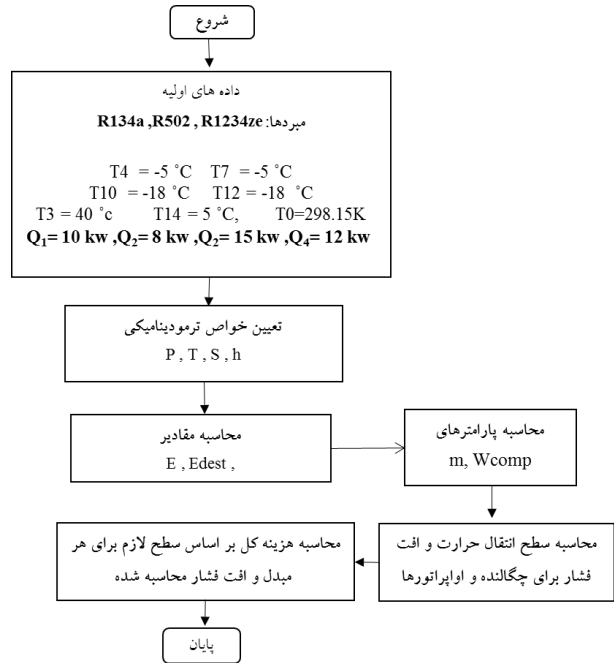 شروع
داده های اولیه
مبردها: R134a ,R502 , R1234ze
T4 = -5 ˚C T7 = -5 ˚C
T10 = -18 ˚C T12 = -18 ˚C
T3 = 40 ˚c T14 = 5 ˚C, T0=298.15K
Q₁= 10 kw ,Q₂= 8 kw ,Q₂= 15 kw ,Q₄= 12 kw
تعیین خواص ترمودینامیکی
P , T , S , h
محاسبه مقادیر
E , Edest ,
محاسبه پارامترهای
m, Wcomp
محاسبه سطح انتقال حرارت و افت
فشار برای چگالنده و اواپراتورها
محاسبه هزینه کل بر اساس سطح لازم برای هر
مبدل و افت فشار محاسبه شده
پایان